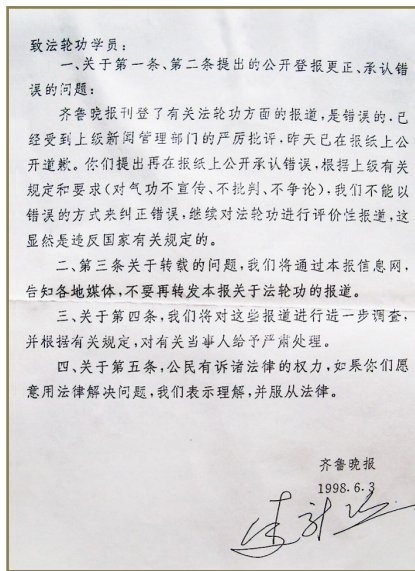 致法轮功学员：
一、关于第一条、第二条提出的公开登报更正、承认错
误的问题：
齐鲁晚报刊登了有关法轮功方面的报道，是错误的，已
经受到上级新闻管理部门的严厉批评，昨天已在报纸上公
开道歉。你们提出再在报纸上公开承认错误，根据上级有关
规定和要求(对气功不宣传、不批判、不争论)，我们不能以
错误的方式来纠正错误，继续对法轮功进行评价性报道，这
显然是违反国家有关规定的。
二、第三条关于转载的问题，我们将通过本报信息网，
告知各地媒体，不要再转发本报关于法轮功的报道。
三、关于第四条，我们将对这些报道进行进一步调查，
并根据有关规定，对有关当事人给予严肃处理。
四、关于第五条，公民有诉诸法律的权力，如果你们愿
意用法律解决问题，我们表示理解，并服从法律。
齐鲁晚报
1998.6.3